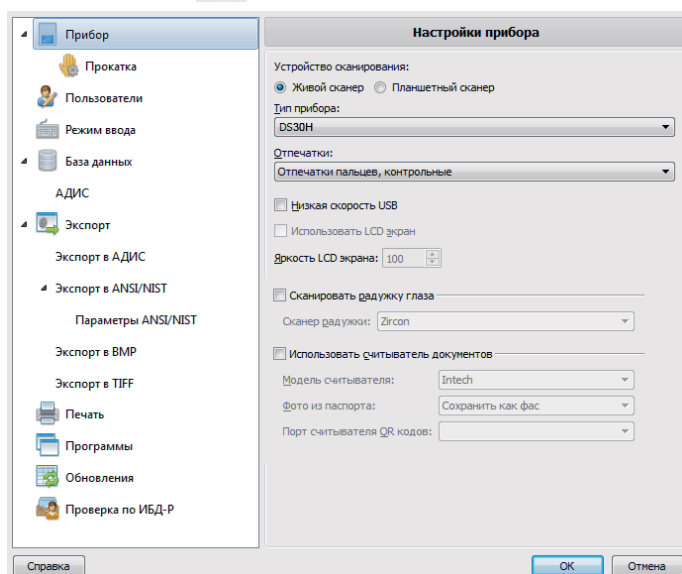 Прибор
Прокатка
Пользователи
Режим ввода
База данных
АДИС
Экспорт
Экспорт в АДИС
Экспорт в ANSI/NIST
Параметры ANSI/NIST
Экспорт в BMP
Экспорт в TIFF
Печать
Программы
Обновления
Проверка по ИБД-Р
Настройки прибора
Устройство сканирования:
Живой сканер Планшетный сканер
Тип прибора:
DS30H
Отпечатки:
Отпечатки пальцев, контрольные
Низкая скорость USB
Использовать LCD экран
Яркость LCD экрана: 100
Сканировать радужку глаза
Сканер радужки: Zircon
Использовать считыватель документов
Модель считывателя: Intech
Фото из паспорта: Сохранить как фас
Порт считывателя QR кодов:
Справка OK Отмена